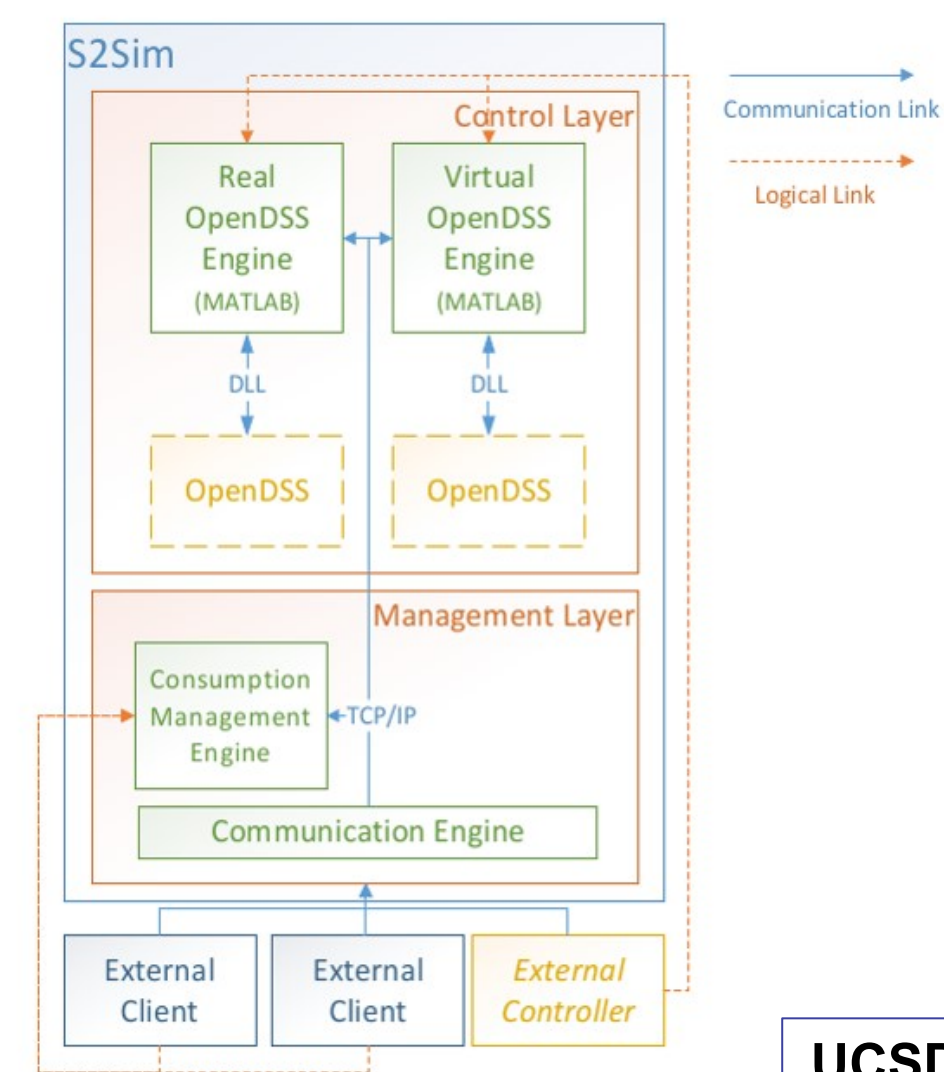 S2Sim
Communication Link
Logical Link
Control Layer
Real
OpenDSS
Engine
(MATLAB)
Virtual
OpenDSS
Engine
(MATLAB)
DLL
DLL
OpenDSS
OpenDSS
Management Layer
Consumption
Management
Engine
TCP/IP
Communication Engine
External
Client
External
Client
External
Controller
UCSD